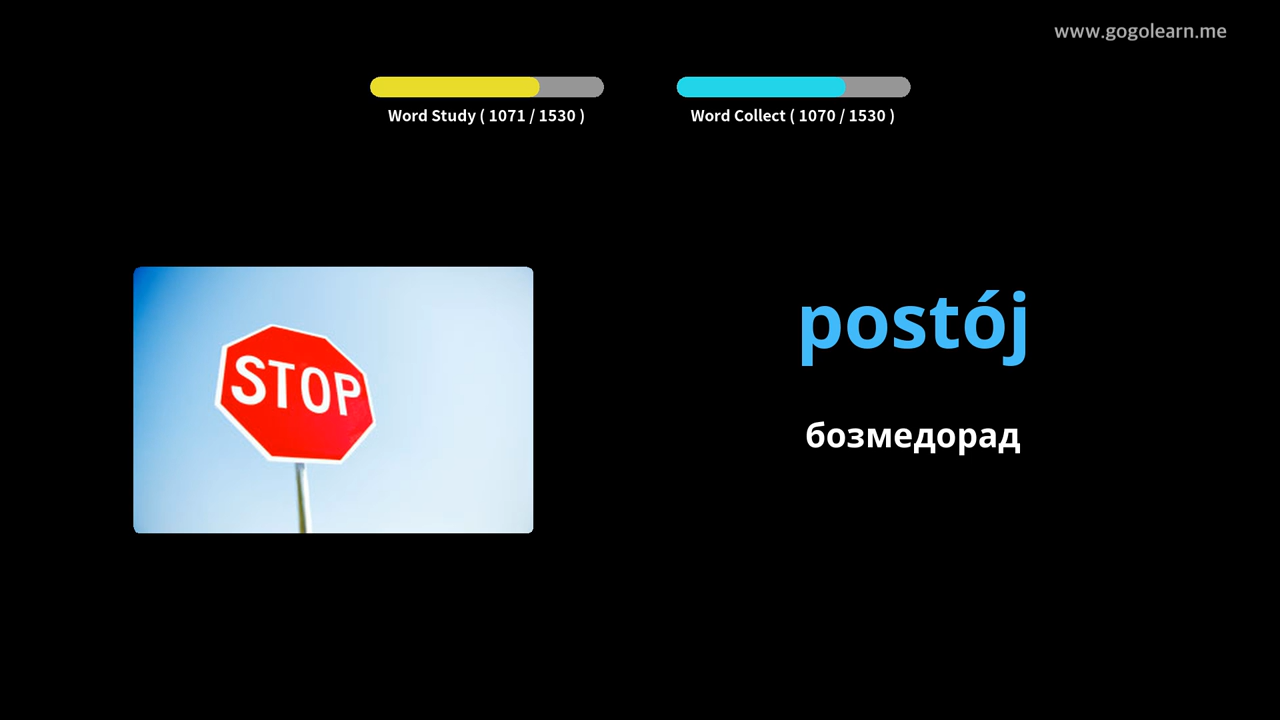 www.gogolearn.me
Word Study ( 1071 / 1530 )
Word Collect ( 1070 / 1530 )
STOP
postój
бозмедорад